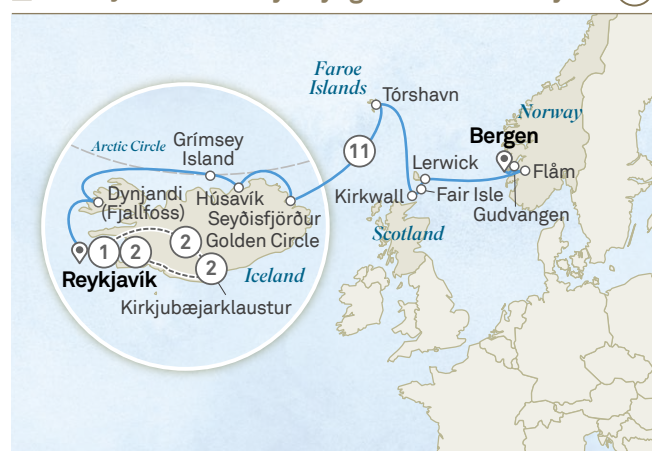 Faroe
Islands
Tórshavn
Norway
Bergen
Arctic Circle
Grímsey
Island
11
Lerwick
Flåm
Dynjandi
(Fjallfoss)
Húsavík
Kirkwall
Fair Isle
Seyðisfjörður
Gudvangen
Golden Circle
Scotland
1
2
2
2
Reykjavík
Iceland
Kirkjubæjarklaustur